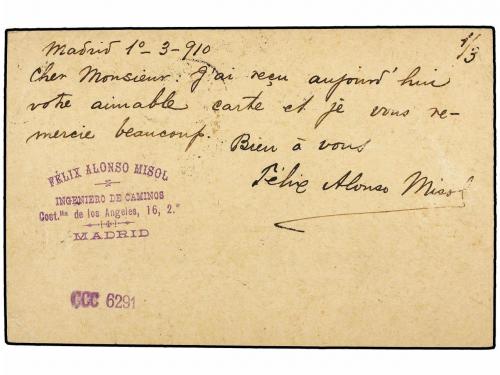 Madrid 1º-3-910
1/3
Cher Monsieur: J'ai reçu aujourd'hui
votre aimable carte et je vous re-
mercie beaucoup. Bien à vous
Félix Alonso Misol
FÉLIX ALONSO MISOL
INGENIERO DE CAMINOS
Cost.lla de los Angeles, 16, 2.º
MADRID
CCC 6291